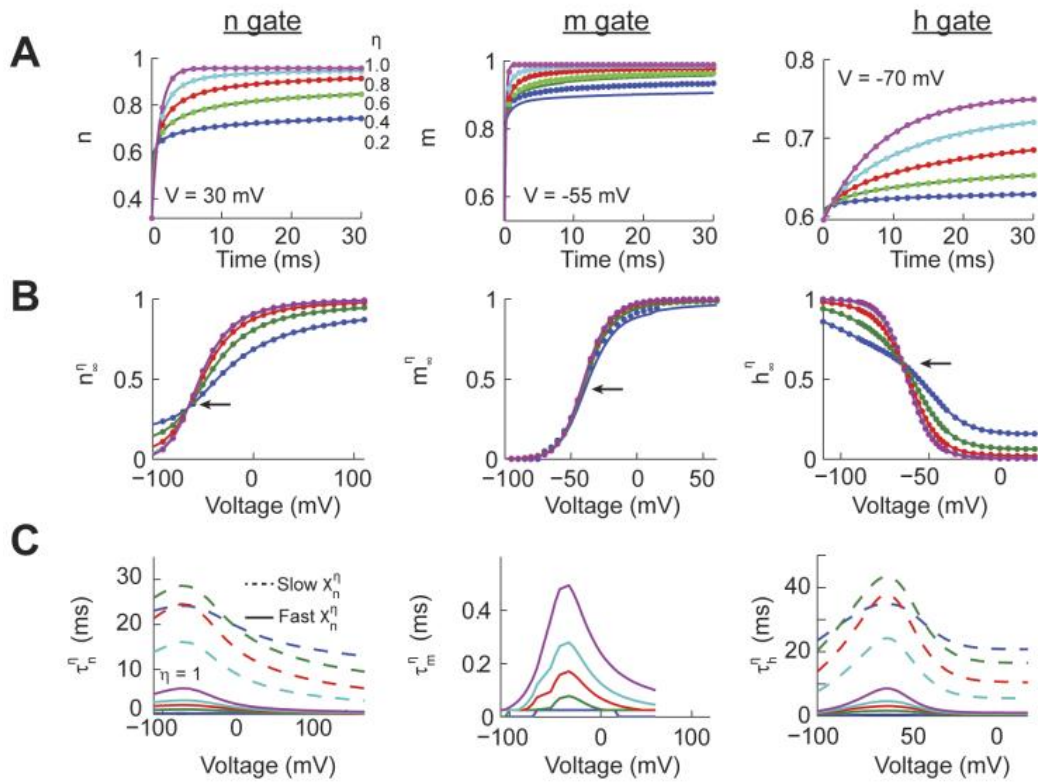 n gate m gate h gate
A
η
1.0
0.8
0.6
0.4
0.2
n
1
0.8
0.6
0.4
V = 30 mV
0 10 20 30
Time (ms)
m
1
0.8
0.6
V = -55 mV
0 10 20 30
Time (ms)
h
0.8
0.7
0.6
V = -70 mV
0 10 20 30
Time (ms)
B
n∞^η
1
0.5
0
−100 0 100
Voltage (mV)
m∞^η
1
0.5
0
−100 −50 0 50
Voltage (mV)
h∞^η
1
0.5
0
−100 −50 0
Voltage (mV)
C
τn^η (ms)
30
20
10
0
Slow Xn^η
Fast Xn^η
η = 1
−100 0 100
Voltage (mV)
τm^η (ms)
0.4
0.2
0
−100 0 100
Voltage (mV)
τh^η (ms)
40
20
0
−100 50 0
Voltage (mV)